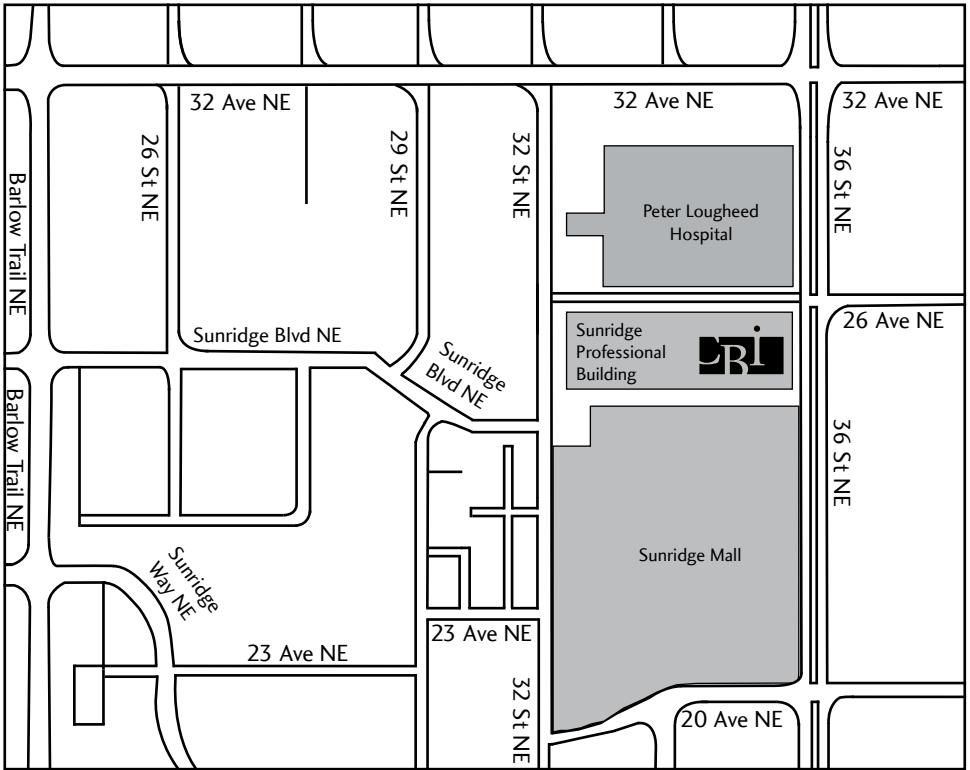 32 Ave NE
32 Ave NE
32 Ave NE
26 St NE
29 St NE
32 St NE
36 St NE
Barlow Trail NE
Peter Lougheed
Hospital
Sunridge Blvd NE
Sunridge
Blvd NE
Sunridge
Professional
Building
CBI
26 Ave NE
Barlow Trail NE
36 St NE
Sunridge
Way NE
Sunridge Mall
23 Ave NE
23 Ave NE
32 St NE
20 Ave NE